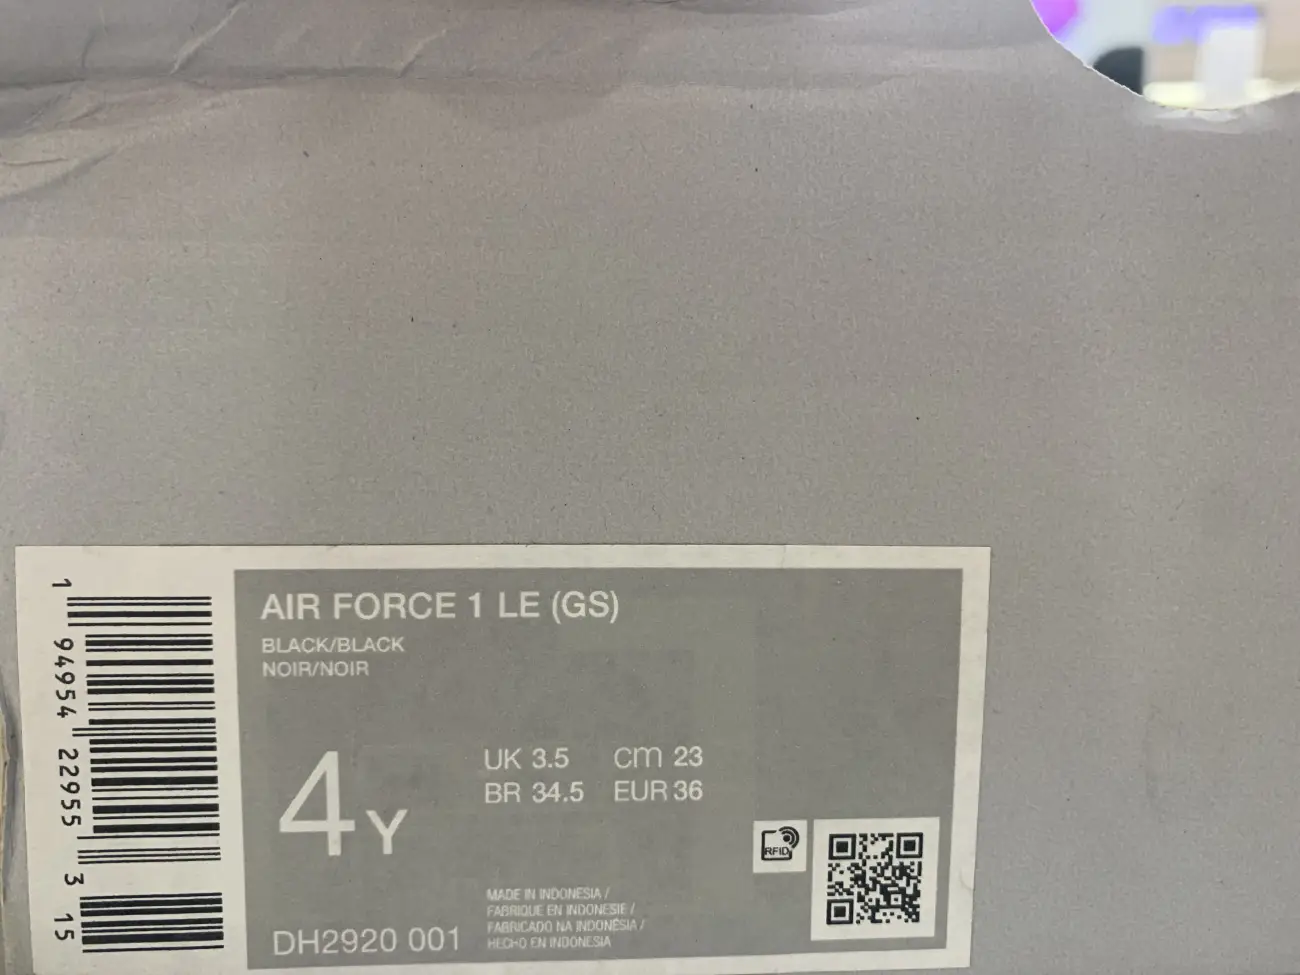 AIR FORCE 1 LE (GS)
BLACK/BLACK
NOIR/NOIR
4Y
UK 3.5 cm 23
BR 34.5 EUR 36
RFID
MADE IN INDONESIA /
FABRIQUE EN INDONESIE /
FABRICADO NA INDONÉSIA /
HECHO EN INDONESIA
DH2920 001
1 94954 22955 3 15